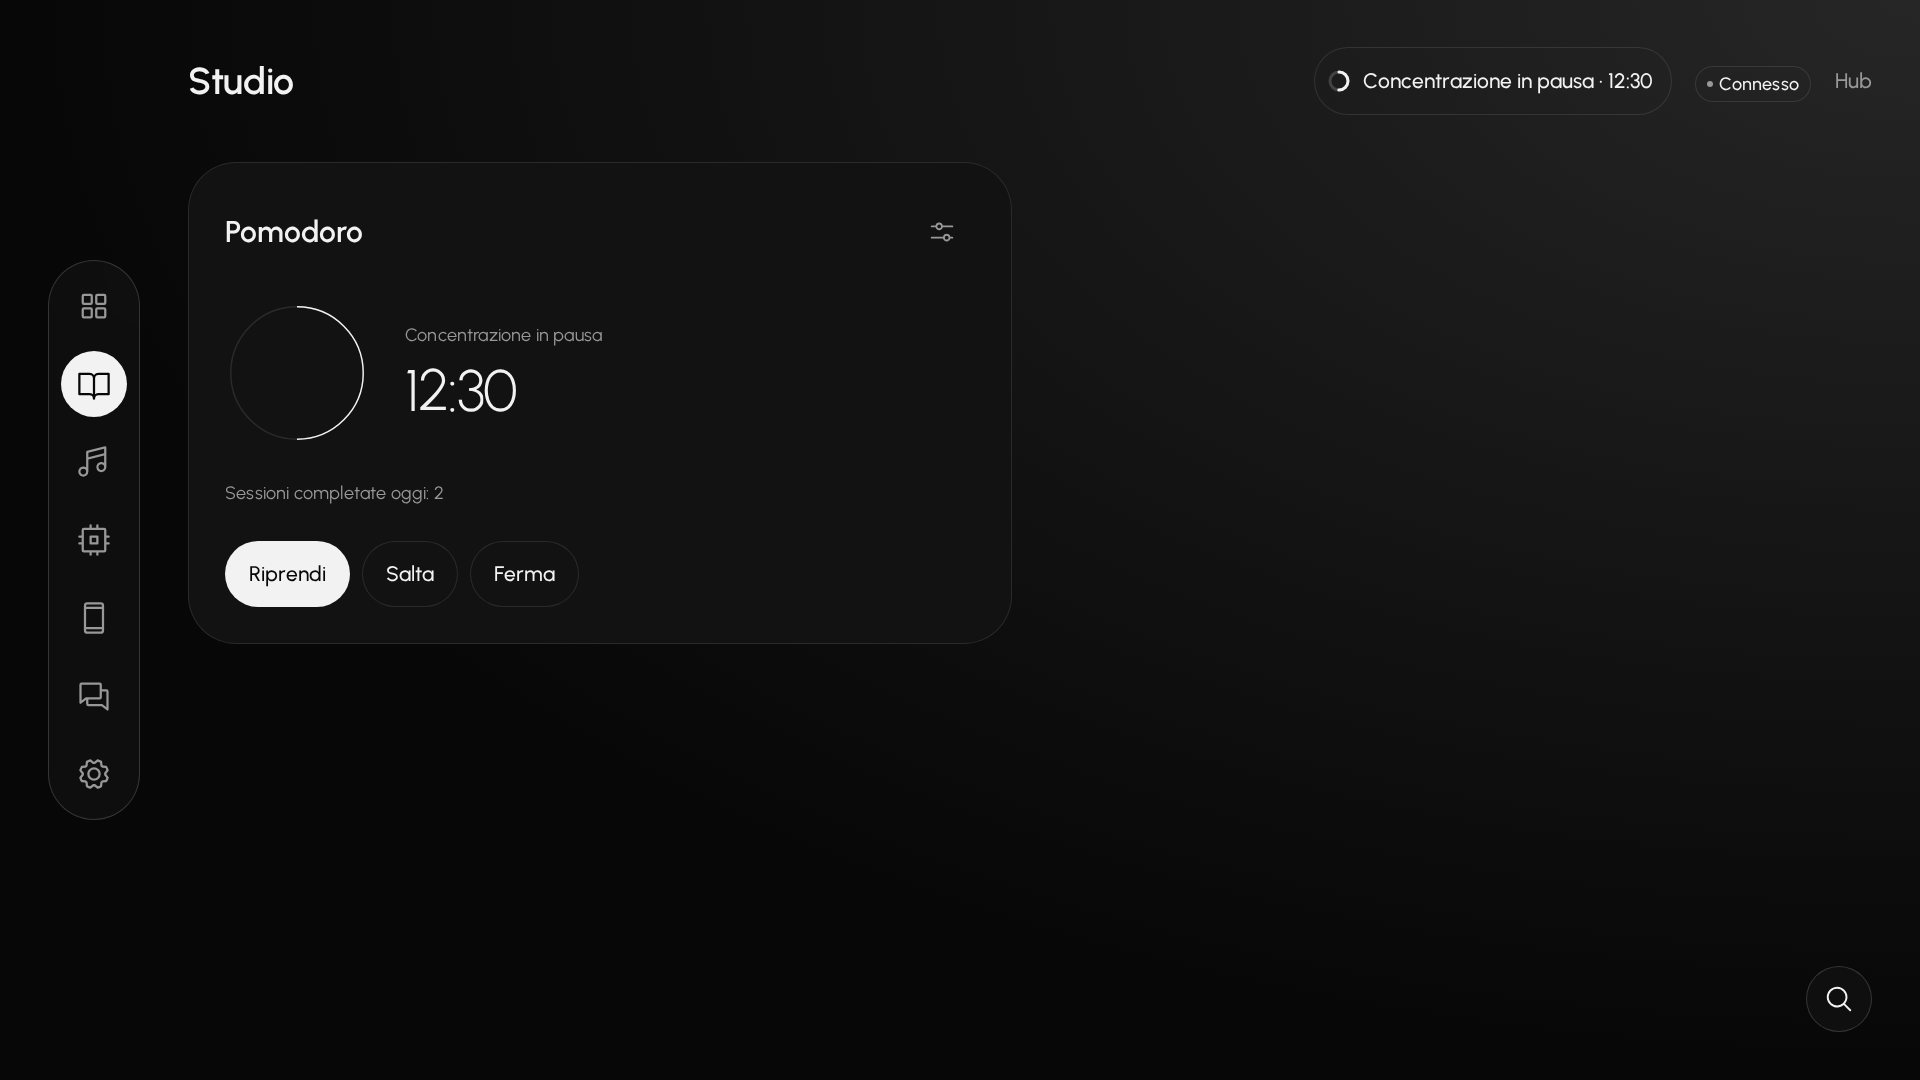 Studio
Concentrazione in pausa · 12:30
Connesso
Hub
Pomodoro
Concentrazione in pausa
12:30
Sessioni completate oggi: 2
Riprendi
Salta
Ferma